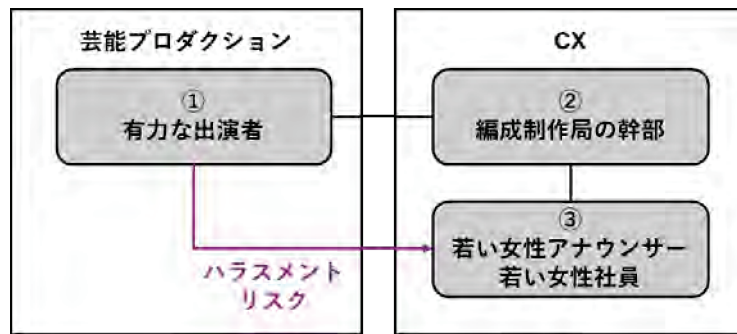 芸能プロダクション
CX
①
有力な出演者
②
編成制作局の幹部
③
若い女性アナウンサー
若い女性社員
ハラスメント
リスク